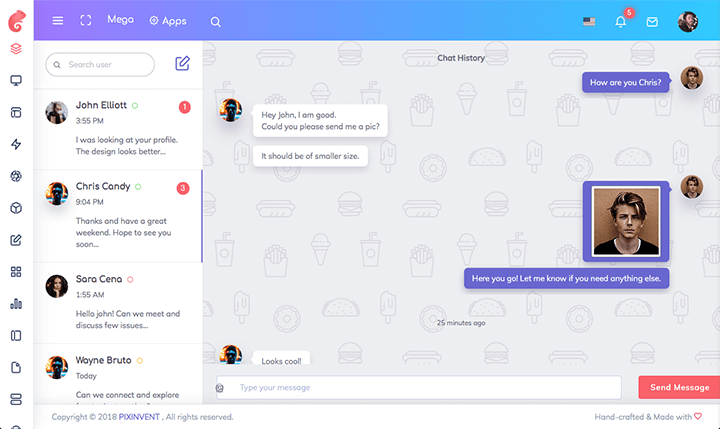 Mega
Apps
5
Search user
John Elliott
1
3:55 PM
I was looking at your profile.
The design looks better...
Chris Candy
3
9:04 PM
Thanks and have a great
weekend. Hope to see you
soon...
Sara Cena
1:55 AM
Hello john! Can we meet and
discuss few issues...
Wayne Bruto
Today
Can we connect and explore
Chat History
How are you Chris?
Hey John, I am good.
Could you please send me a pic?
It should be of smaller size.
Here you go! Let me know if you need anything else.
25 minutes ago
Looks cool!
Type your message
Send Message
Copyright © 2018 PIXINVENT , All rights reserved.
Hand-crafted & Made with